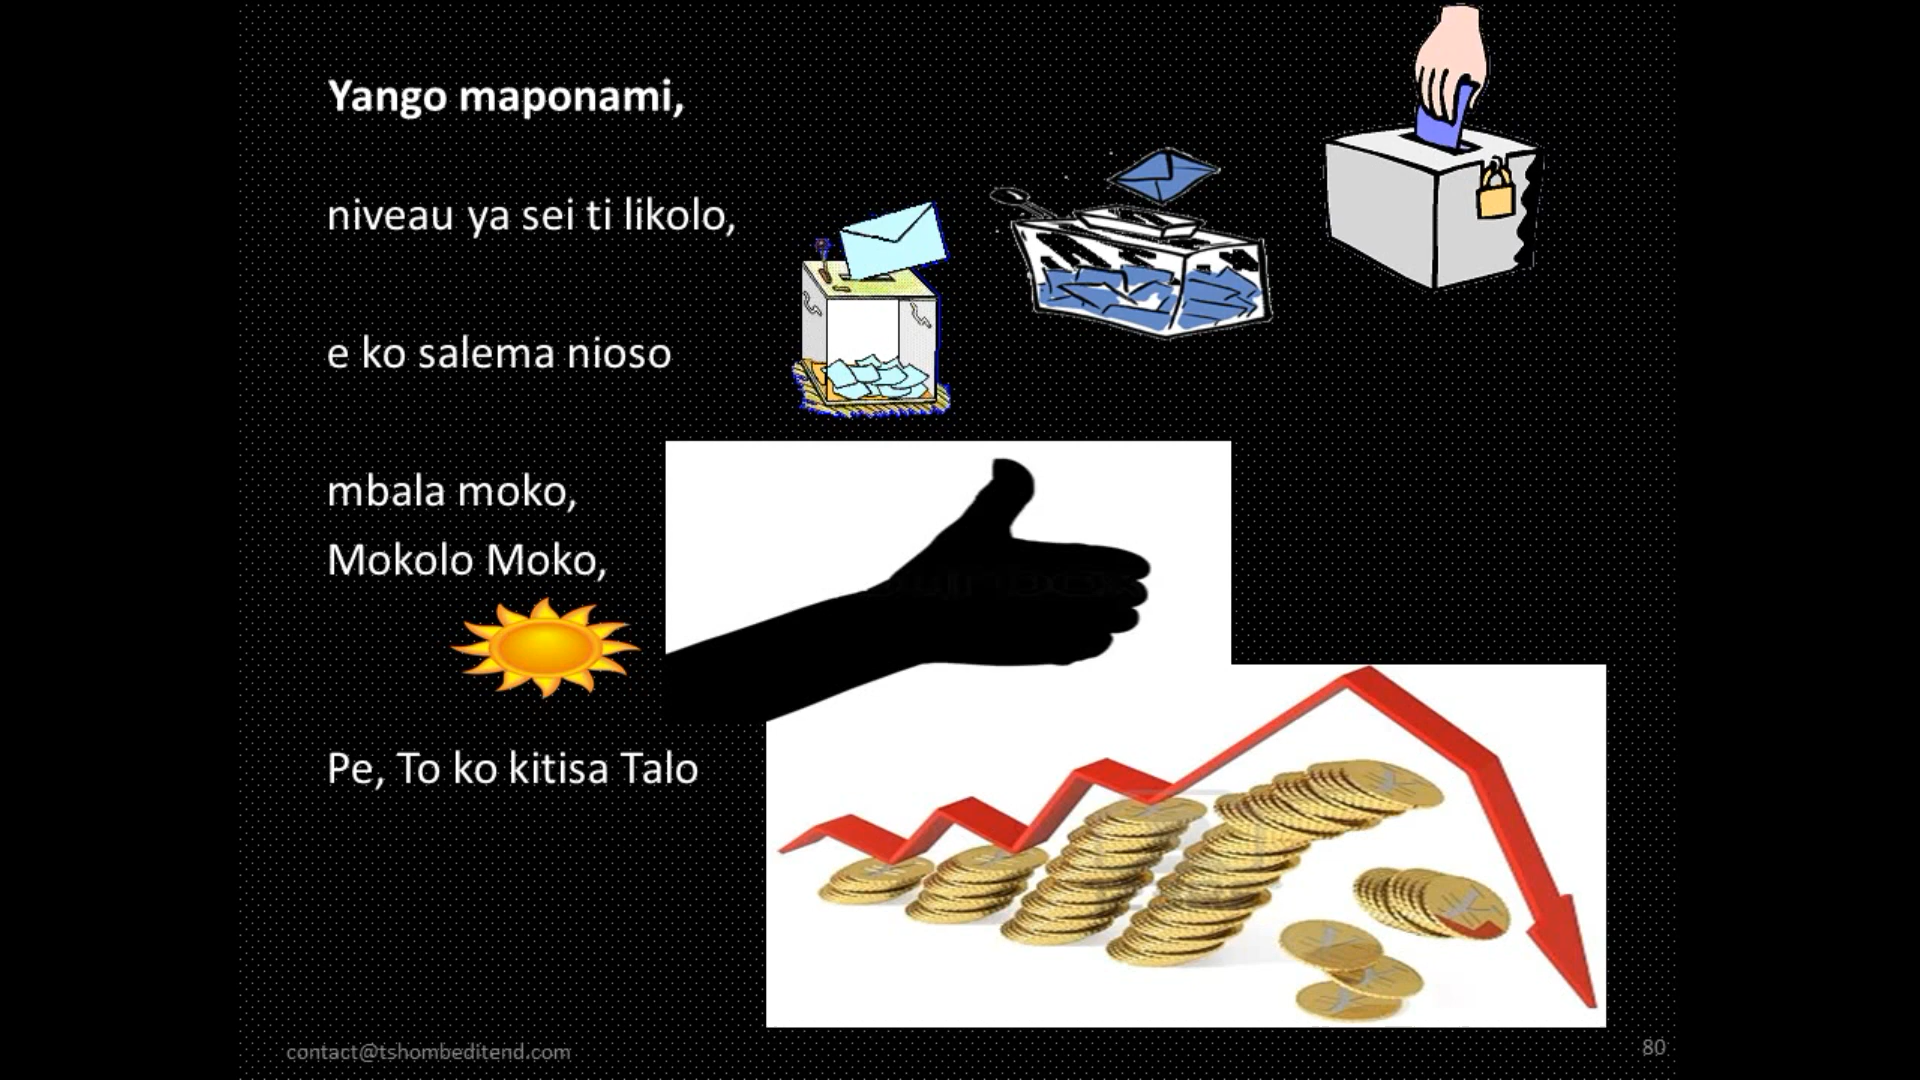 Yango maponami,
niveau ya sei ti likolo,
e ko salema nioso
mbala moko,
Mokolo Moko,
Pe, To ko kitisa Talo
contact@tshombeditend.com
80